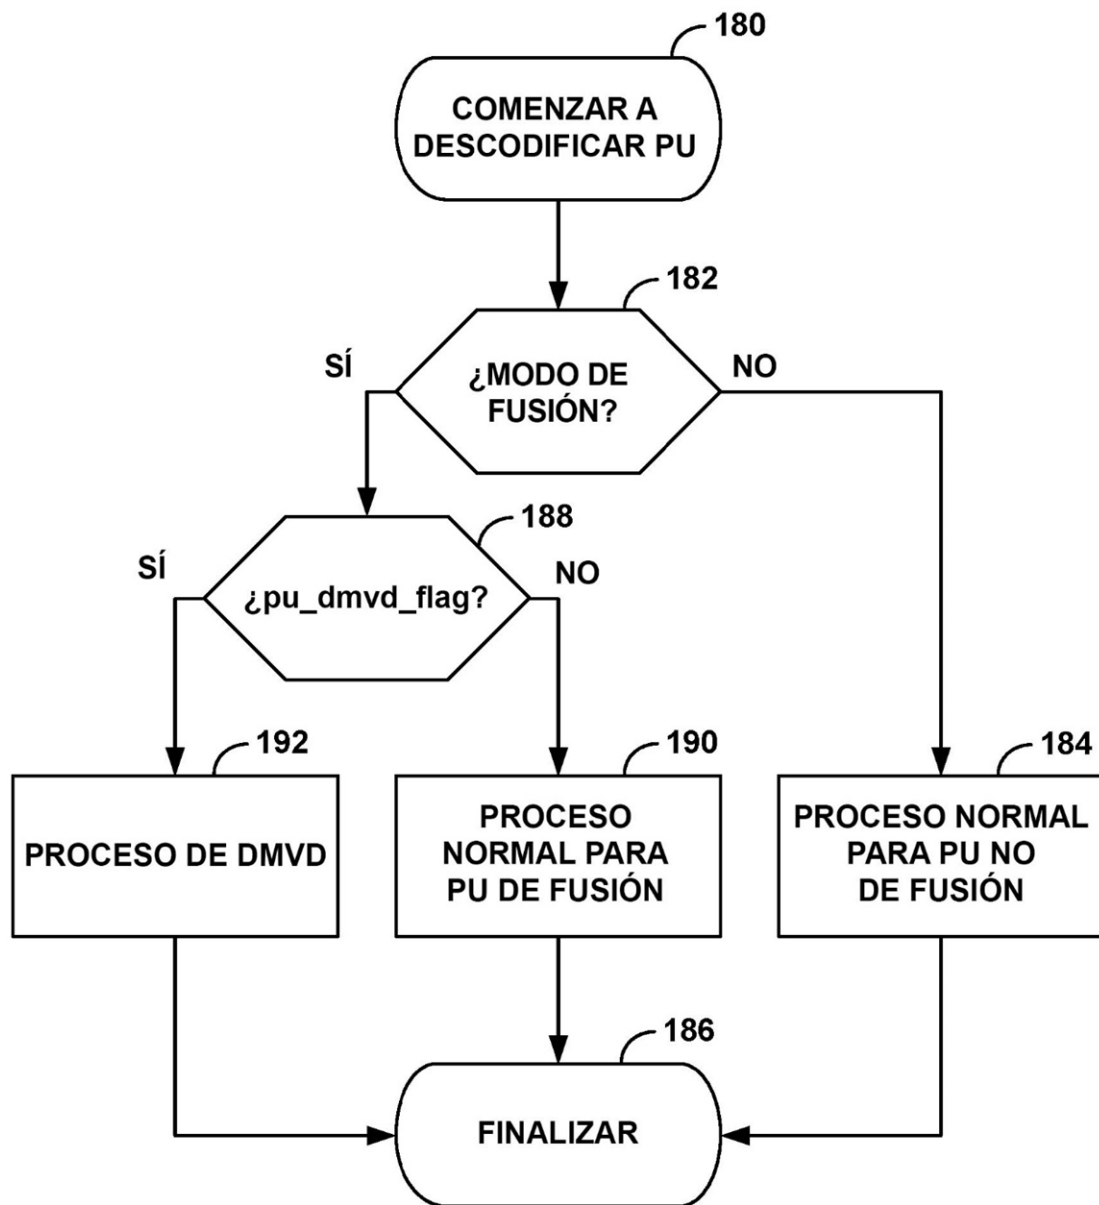 180
COMENZAR A
DESCODIFICAR PU
182
SÍ
¿MODO DE
FUSIÓN?
NO
188
SÍ
¿pu_dmvd_flag?
NO
192
190
184
PROCESO DE DMVD
PROCESO
NORMAL PARA
PU DE FUSIÓN
PROCESO NORMAL
PARA PU NO
DE FUSIÓN
186
FINALIZAR